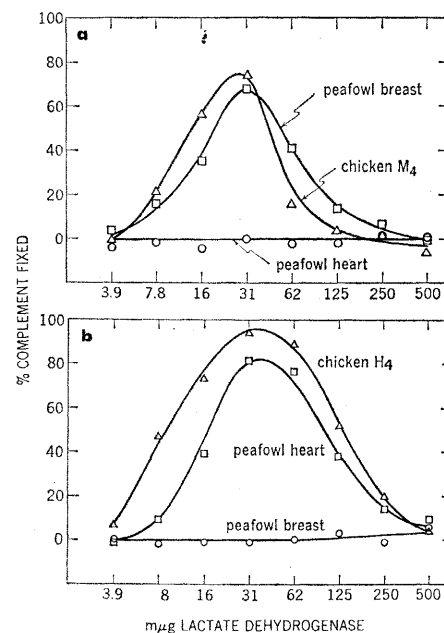 a
80
60
40
20
0
peafowl breast
chicken M4
peafowl heart
3.9 7.8 16 31 62 125 250 500
% COMPLEMENT FIXED
b
100
80
60
40
20
0
chicken H4
peafowl heart
peafowl breast
3.9 8 16 31 62 125 250 500
mμg LACTATE DEHYDROGENASE